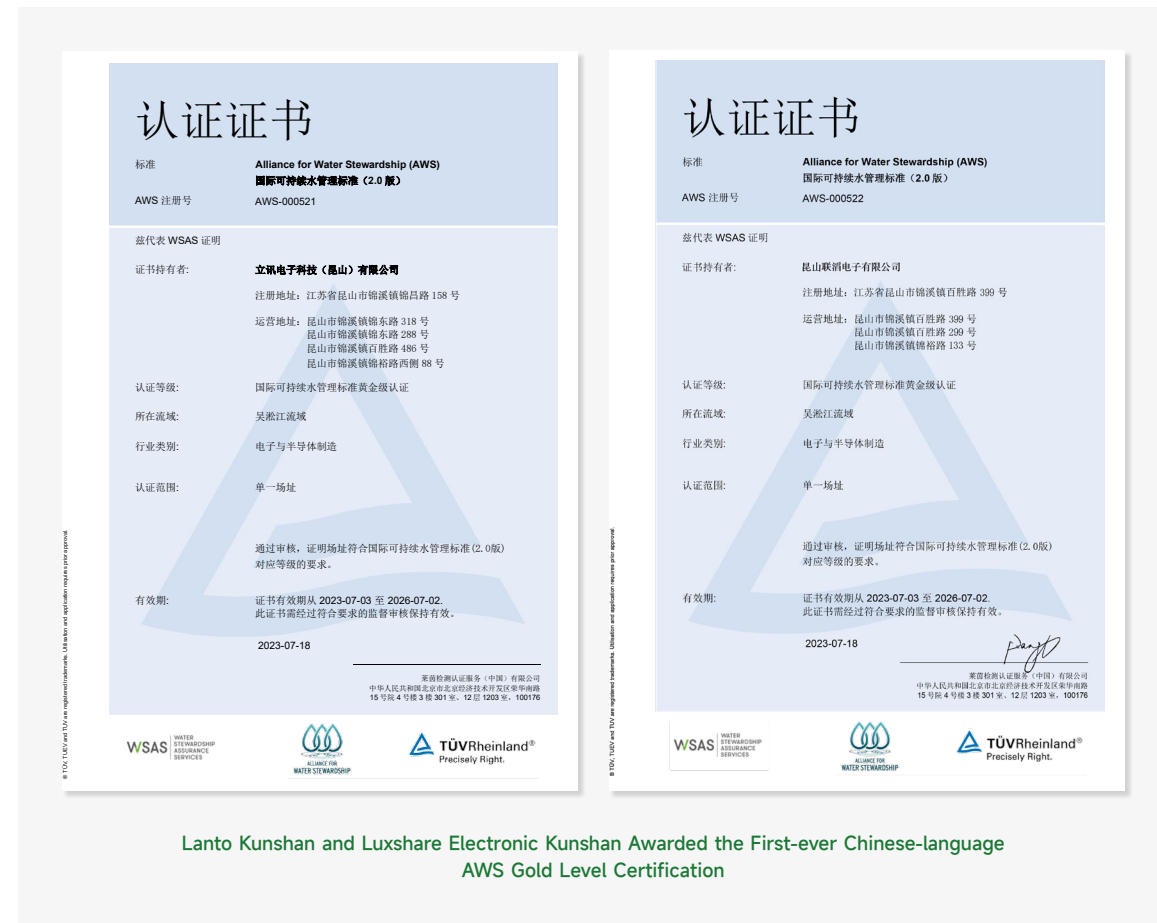 认证证书
标准 Alliance for Water Stewardship (AWS)
国际可持续水管理标准（2.0 版）
AWS 注册号 AWS-000521
兹代表 WSAS 证明
证书持有者: 立讯电子科技（昆山）有限公司
注册地址：江苏省昆山市锦溪镇锦昌路 158 号
运营地址：昆山市锦溪镇锦东路 318 号
昆山市锦溪镇锦东路 288 号
昆山市锦溪镇百胜路 486 号
昆山市锦溪镇锦裕路西侧 88 号
认证等级: 国际可持续水管理标准黄金级认证
所在流域: 吴淞江流域
行业类别: 电子与半导体制造
认证范围: 单一场址
通过审核，证明场址符合国际可持续水管理标准(2.0版)
对应等级的要求。
有效期: 证书有效期从 2023-07-03 至 2026-07-02.
此证书需经过符合要求的监督审核保持有效。
2023-07-18
莱茵检测认证服务（中国）有限公司
中华人民共和国北京市北京经济技术开发区荣华南路
15 号院 4 号楼 3 楼 301 室、12 层 1203 室，100176
® TÜV, TUEV and TUV are registered trademarks. Utilisation and application requires prior approval.
WSAS
WATER
STEWARDSHIP
ASSURANCE
SERVICES
ALLIANCE FOR
WATER STEWARDSHIP
TÜVRheinland®
Precisely Right.
认证证书
标准 Alliance for Water Stewardship (AWS)
国际可持续水管理标准（2.0 版）
AWS 注册号 AWS-000522
兹代表 WSAS 证明
证书持有者: 昆山联滔电子有限公司
注册地址：江苏省昆山市锦溪镇百胜路 399 号
运营地址：昆山市锦溪镇百胜路 399 号
昆山市锦溪镇百胜路 299 号
昆山市锦溪镇锦裕路 133 号
认证等级: 国际可持续水管理标准黄金级认证
所在流域: 吴淞江流域
行业类别: 电子与半导体制造
认证范围: 单一场址
通过审核，证明场址符合国际可持续水管理标准(2.0版)
对应等级的要求。
有效期: 证书有效期从 2023-07-03 至 2026-07-02.
此证书需经过符合要求的监督审核保持有效。
2023-07-18
莱茵检测认证服务（中国）有限公司
中华人民共和国北京市北京经济技术开发区荣华南路
15 号院 4 号楼 3 楼 301 室、12 层 1203 室，100176
® TÜV, TUEV and TUV are registered trademarks. Utilisation and application requires prior approval.
WSAS
WATER
STEWARDSHIP
ASSURANCE
SERVICES
ALLIANCE FOR
WATER STEWARDSHIP
TÜVRheinland®
Precisely Right.
Lanto Kunshan and Luxshare Electronic Kunshan Awarded the First-ever Chinese-language
AWS Gold Level Certification